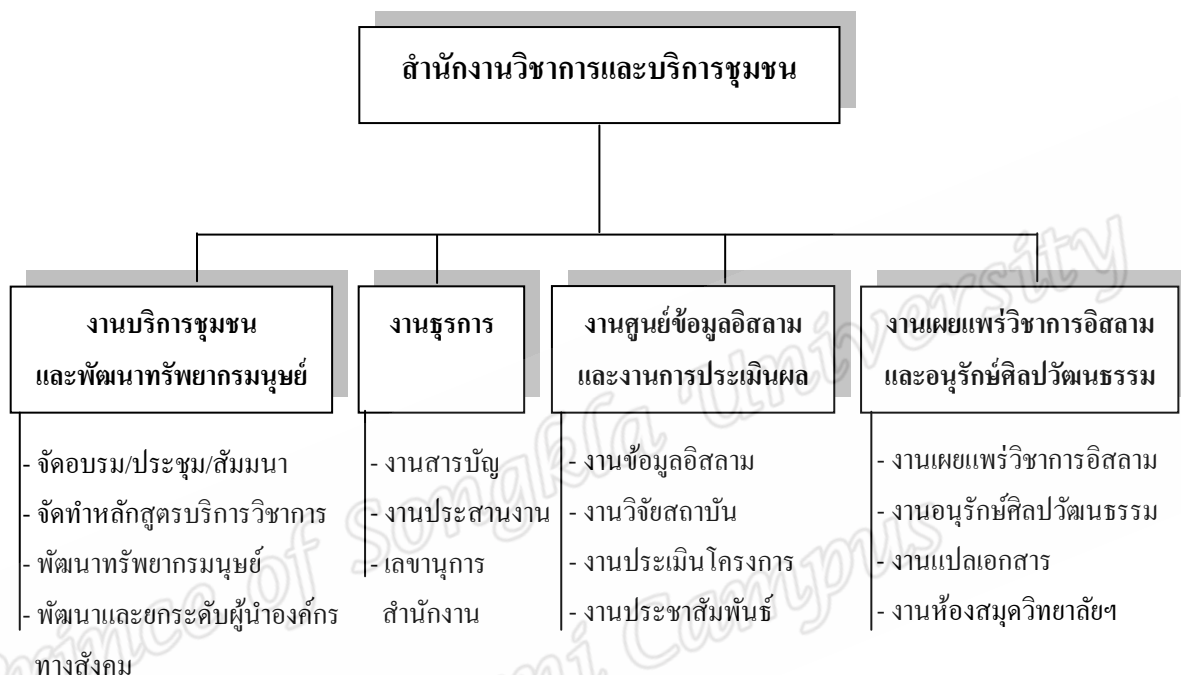 สำนักงานวิชาการและบริการชุมชน
งานบริการชุมชน
และพัฒนาทรัพยากรมนุษย์
- จัดอบรม/ประชุม/สัมมนา
- จัดทำหลักสูตรบริการวิชาการ
- พัฒนาทรัพยากรมนุษย์
- พัฒนาและยกระดับผู้นำองค์กร
ทางสังคม
งานธุรการ
- งานสารบัญ
- งานประสานงาน
- เลขานุการ
สำนักงาน
งานศูนย์ข้อมูลอิสลาม
และงานการประเมินผล
- งานข้อมูลอิสลาม
- งานวิจัยสถาบัน
- งานประเมินโครงการ
- งานประชาสัมพันธ์
งานเผยแพร่วิชาการอิสลาม
และอนุรักษ์ศิลปวัฒนธรรม
- งานเผยแพร่วิชาการอิสลาม
- งานอนุรักษ์ศิลปวัฒนธรรม
- งานแปลเอกสาร
- งานห้องสมุดวิทยาลัยฯ
Prince of Songkla University
Campus